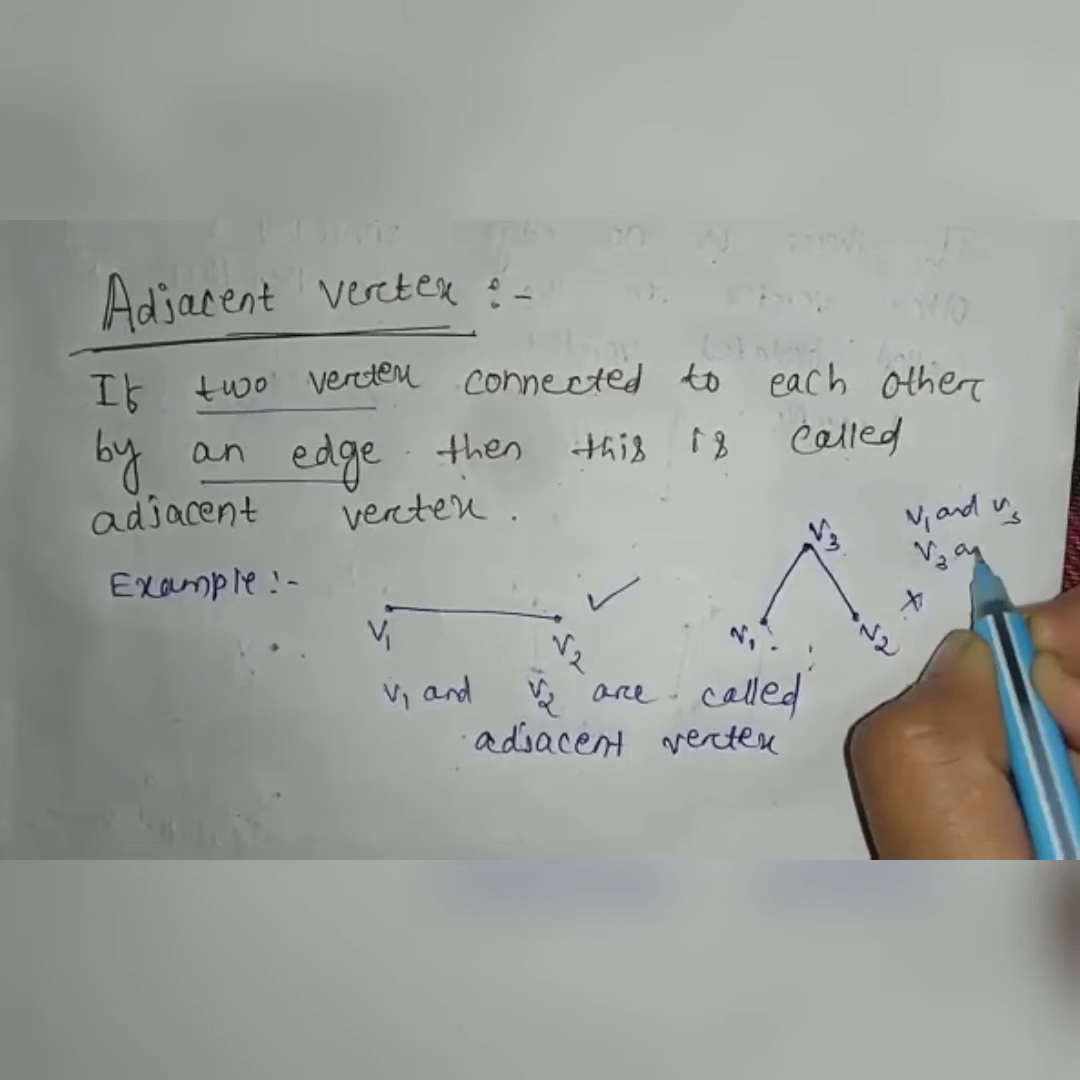 Adjacent vertex :-
If two vertex connected to each other
by an edge then this is called
adjacent vertex.
Example :-
V1 V2 ✓
V3
V1 V2
V1 and V3
V3 a
x
V1 and V2 are called
adjacent vertex